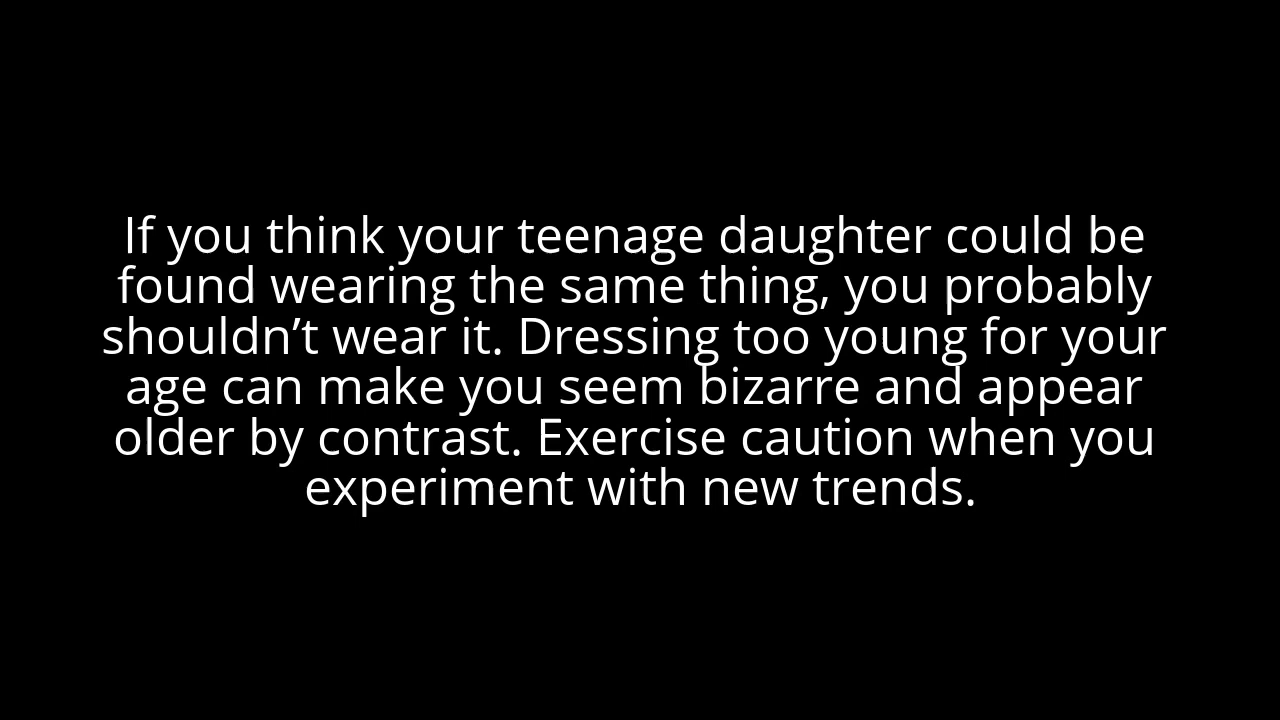 If you think your teenage daughter could be
found wearing the same thing, you probably
shouldn’t wear it. Dressing too young for your
age can make you seem bizarre and appear
older by contrast. Exercise caution when you
experiment with new trends.